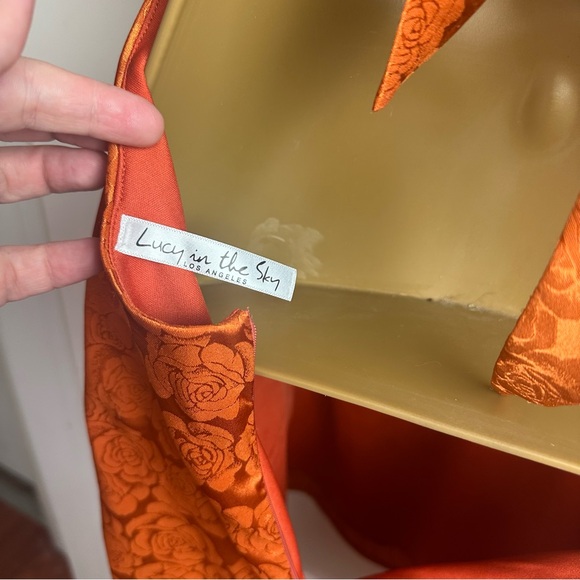 Lucy in the Sky
LOS ANGELES